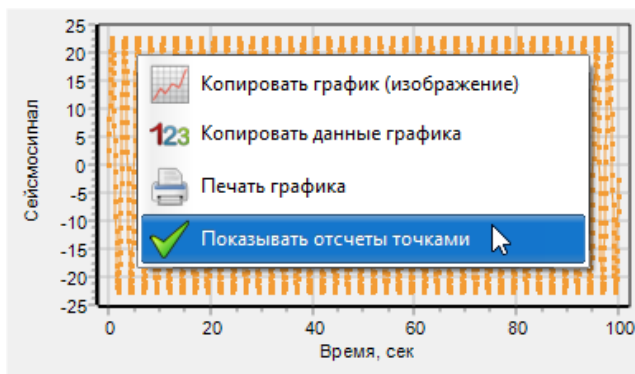 25
20
15
10
5
0
-5
-10
-15
-20
-25
Сейсмосигнал
Копировать график (изображение)
123 Копировать данные графика
Печать графика
Показывать отсчеты точками
0 20 40 60 80 100
Время, сек